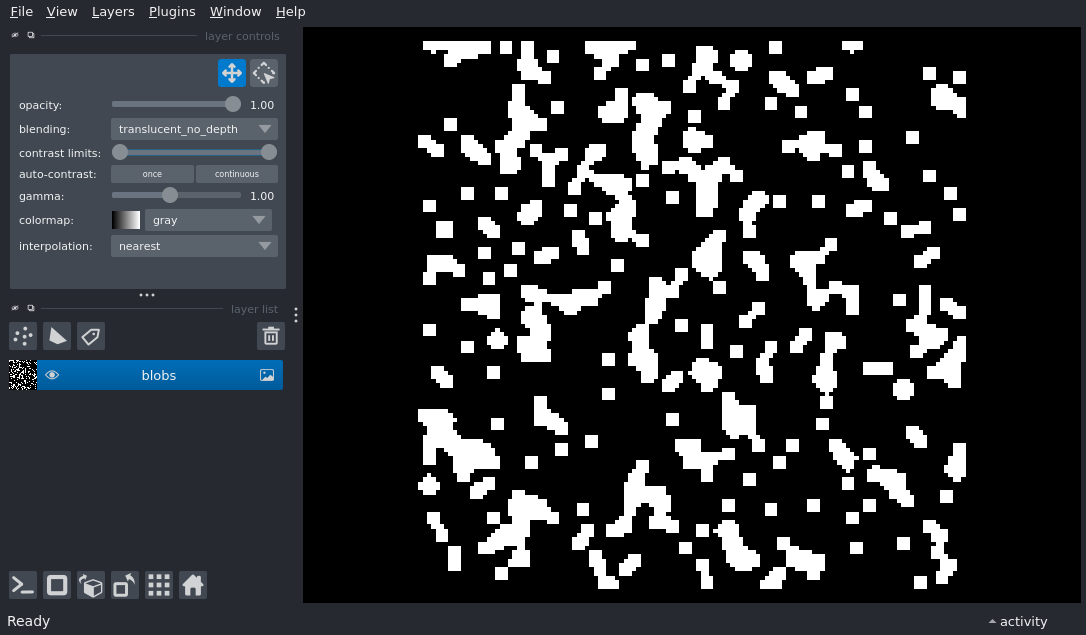 File View Layers Plugins Window Help
layer controls
opacity: 1.00
blending: translucent_no_depth
contrast limits:
auto-contrast: once continuous
gamma: 1.00
colormap: gray
interpolation: nearest
layer list
blobs
Ready
activity